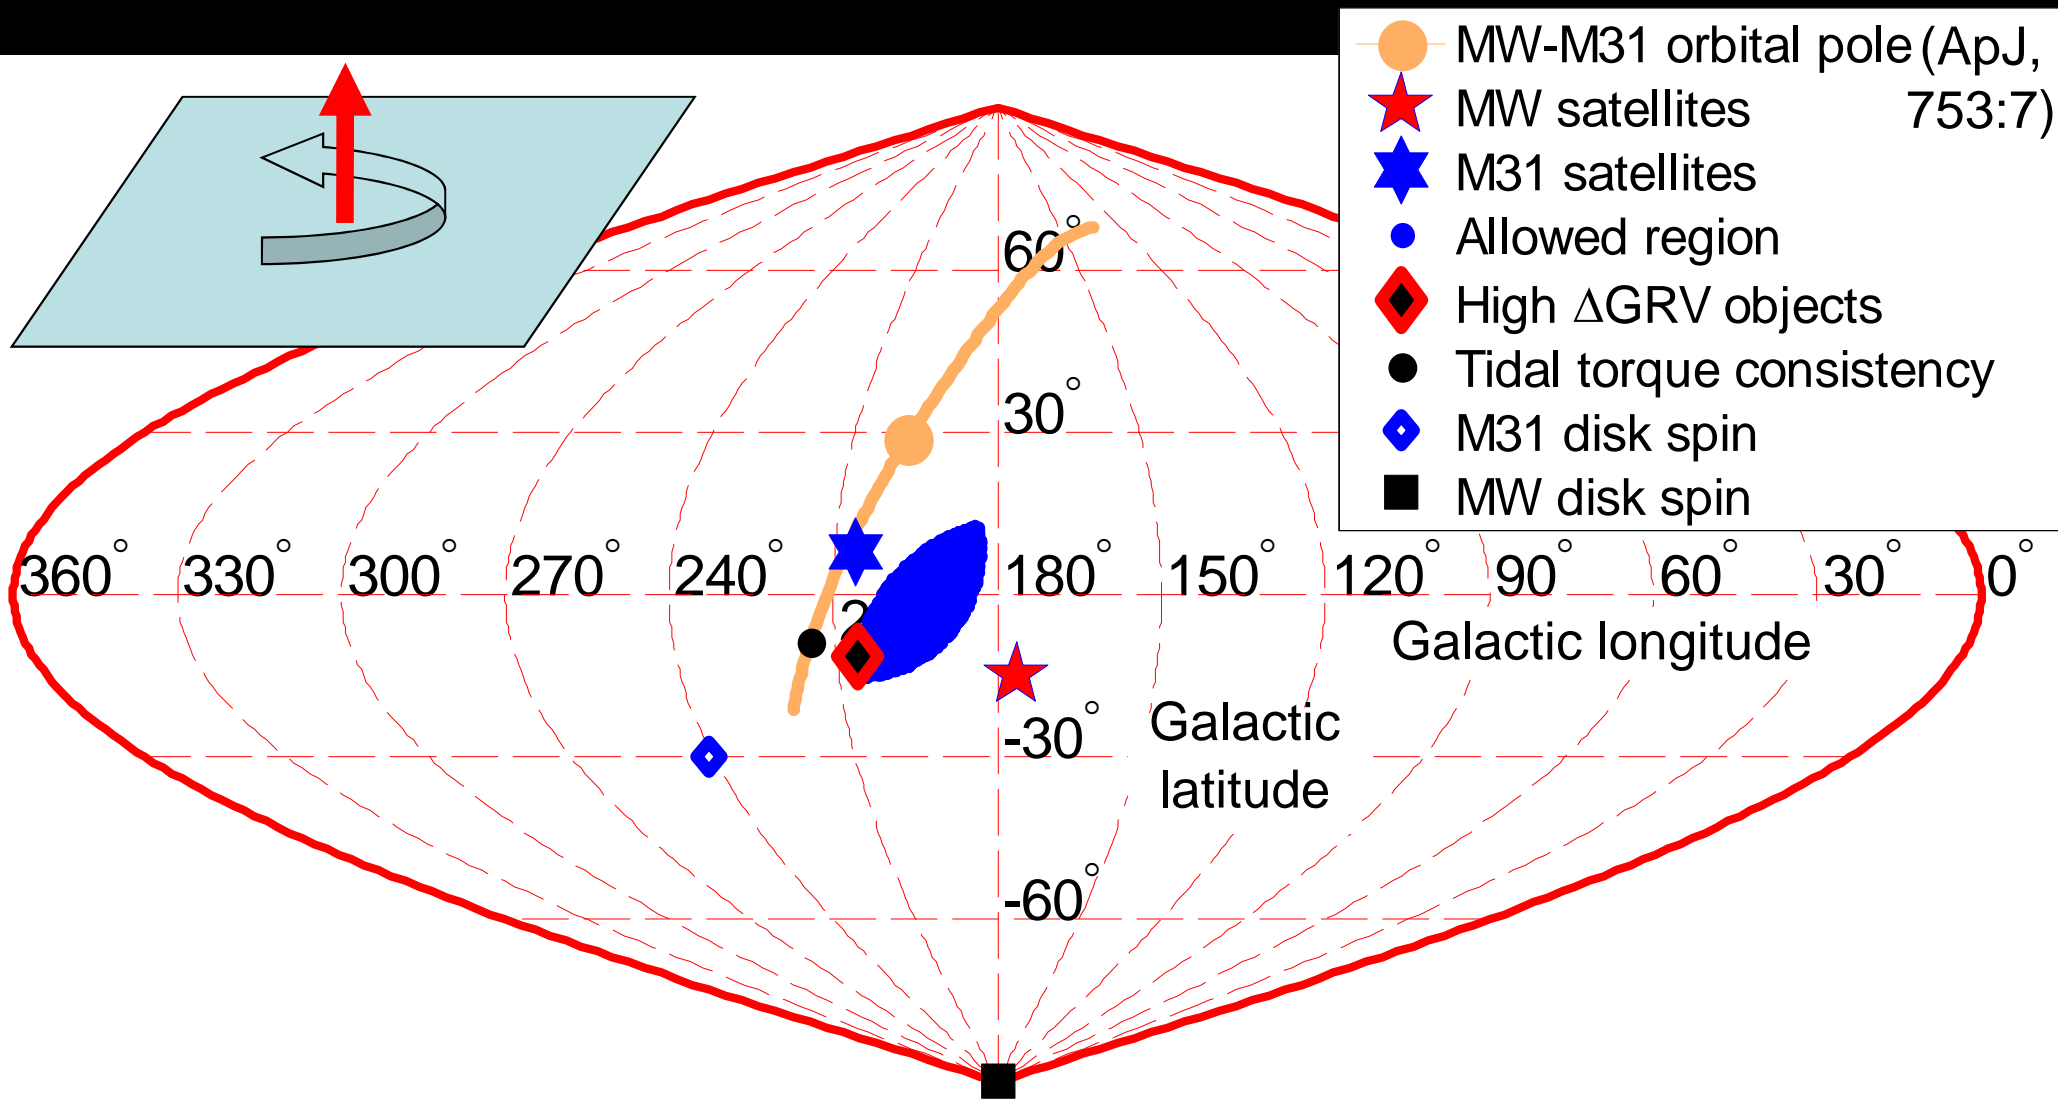 MW-M31 orbital pole (ApJ, 753:7)
MW satellites
M31 satellites
Allowed region
High ΔGRV objects
Tidal torque consistency
M31 disk spin
MW disk spin
60°
30°
360° 330° 300° 270° 240° 180° 150° 120° 90° 60° 30° 0°
Galactic longitude
-30°
Galactic
latitude
-60°